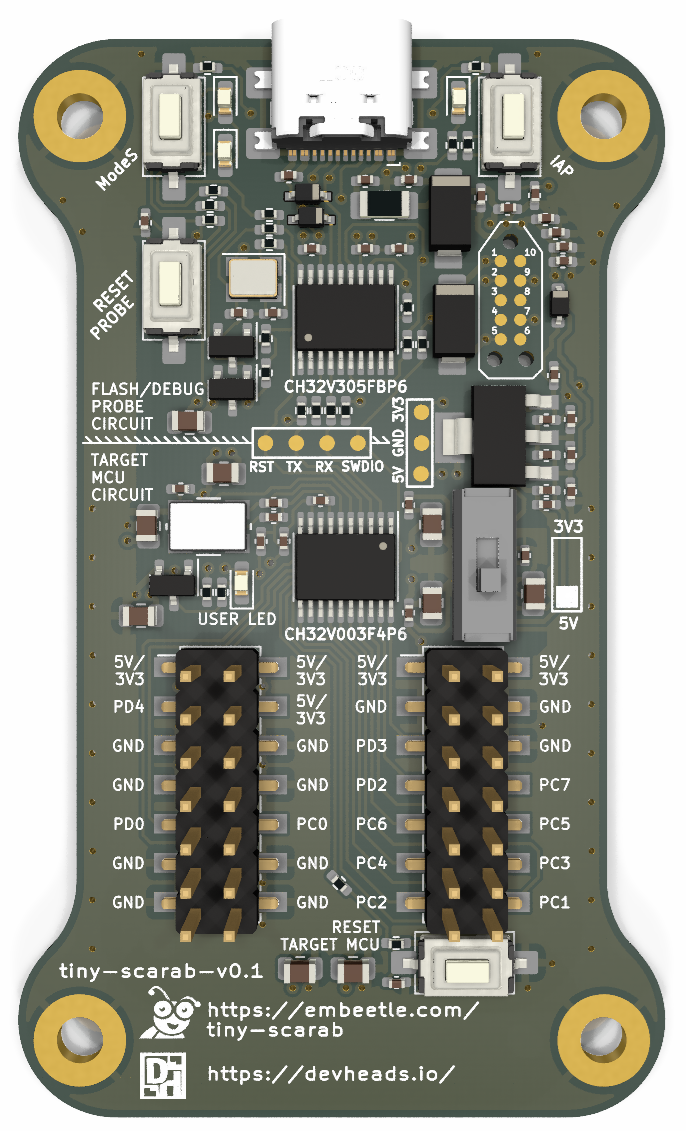 ModeS
IAP
RESET
PROBE
1
1 10
2 9
3 8
4 7
5 6
CH32V305FBP6
FLASH/DEBUG
PROBE
CIRCUIT
TARGET
MCU
CIRCUIT
RST TX RX SWDIO
5V GND 3V3
3V3
5V
USER LED
CH32V003F4P6
5V/
3V3
PD4
GND
GND
PD0
GND
GND
5V/
3V3
5V/
3V3
GND
GND
PC0
GND
GND
5V/
3V3
GND
PD3
PD2
PC6
PC4
PC2
5V/
3V3
GND
GND
PC7
PC5
PC3
PC1
RESET
TARGET MCU
tiny-scarab-v0.1
https://embeetle.com/
tiny-scarab
DH
https://devheads.io/